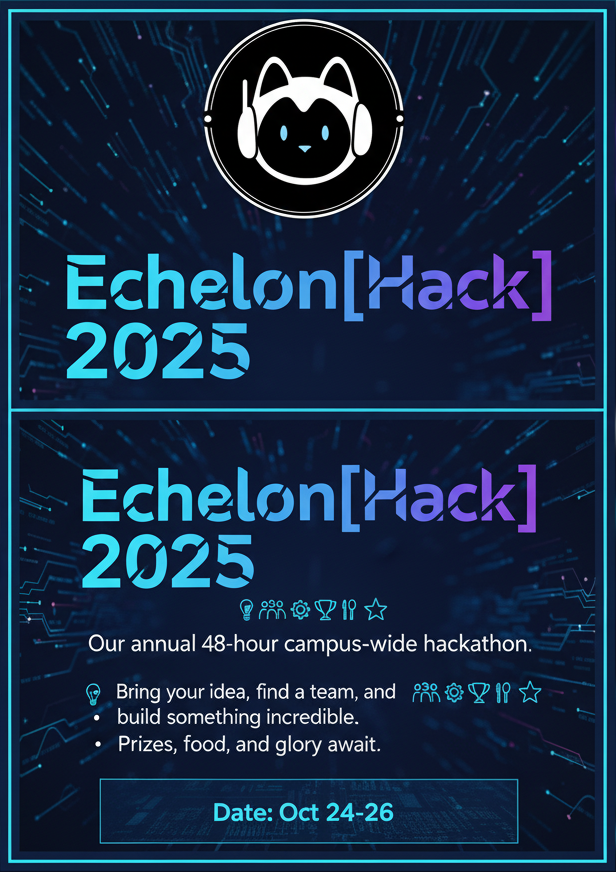 Echelon[Hack]
2025
Echelon[Hack]
2025
Our annual 48-hour campus-wide hackathon.
Bring your idea, find a team, and
• build something incredible.
• Prizes, food, and glory await.
Date: Oct 24-26